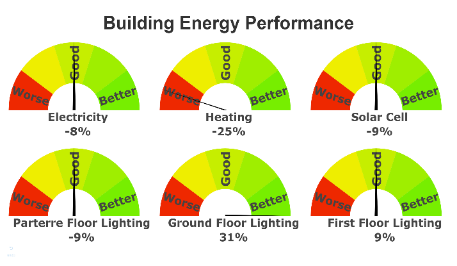 Building Energy Performance
Worse Good Better
Electricity
-8%
Worse Good Better
Heating
-25%
Worse Good Better
Solar Cell
-9%
Worse Good Better
Parterre Floor Lighting
-9%
Worse Good Better
Ground Floor Lighting
31%
Worse Good Better
First Floor Lighting
9%